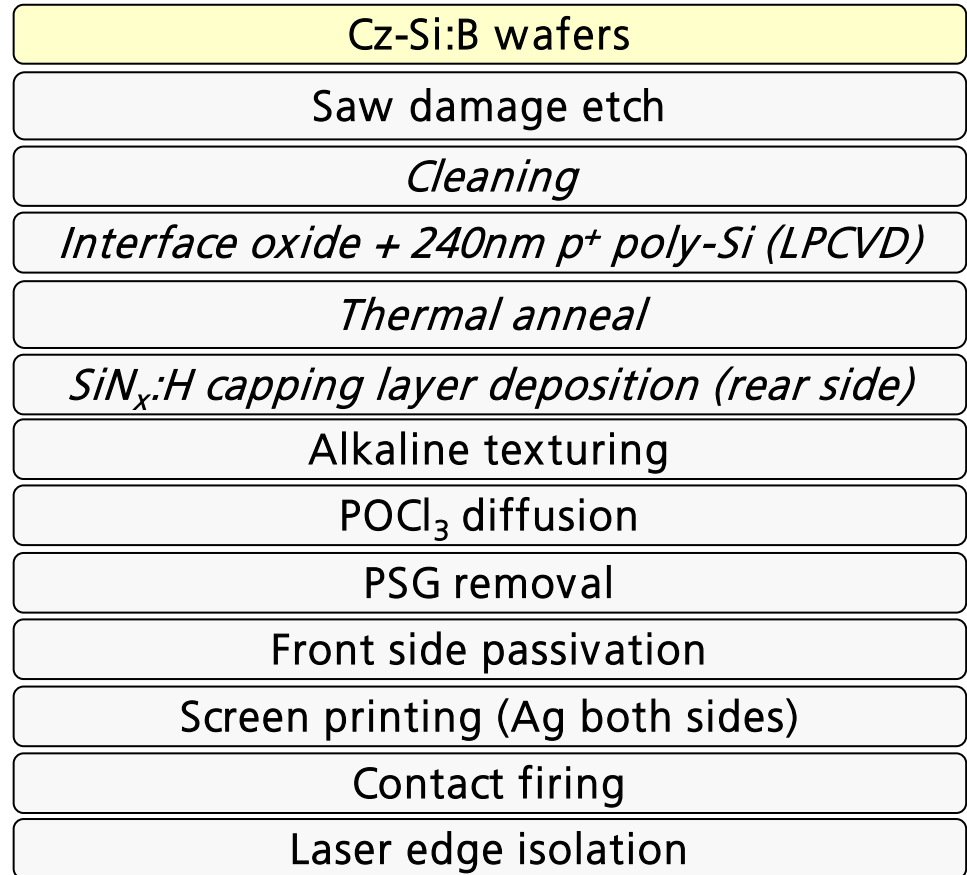 Cz-Si:B wafers
Saw damage etch
Cleaning
Interface oxide + 240nm p⁺ poly-Si (LPCVD)
Thermal anneal
SiNₓ:H capping layer deposition (rear side)
Alkaline texturing
POCl₃ diffusion
PSG removal
Front side passivation
Screen printing (Ag both sides)
Contact firing
Laser edge isolation